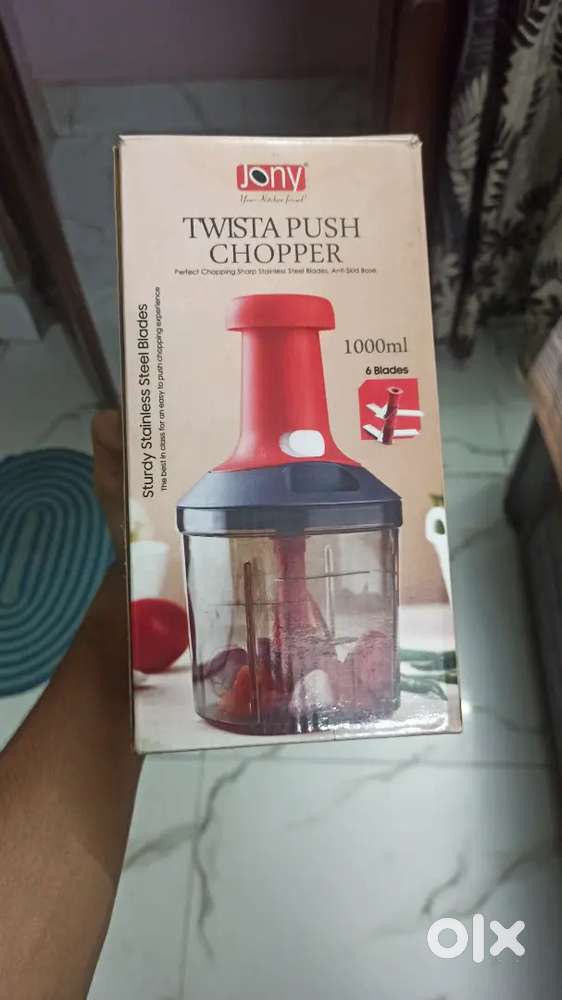 Jony®
Your Kitchen friend!
TWISTA PUSH
CHOPPER
Perfect Chopping Sharp Stainless Steel Blades, Anti-Skid Base.
1000ml
6 Blades
Sturdy Stainless Steel Blades
The best in class for an easy to push chopping experience
olx